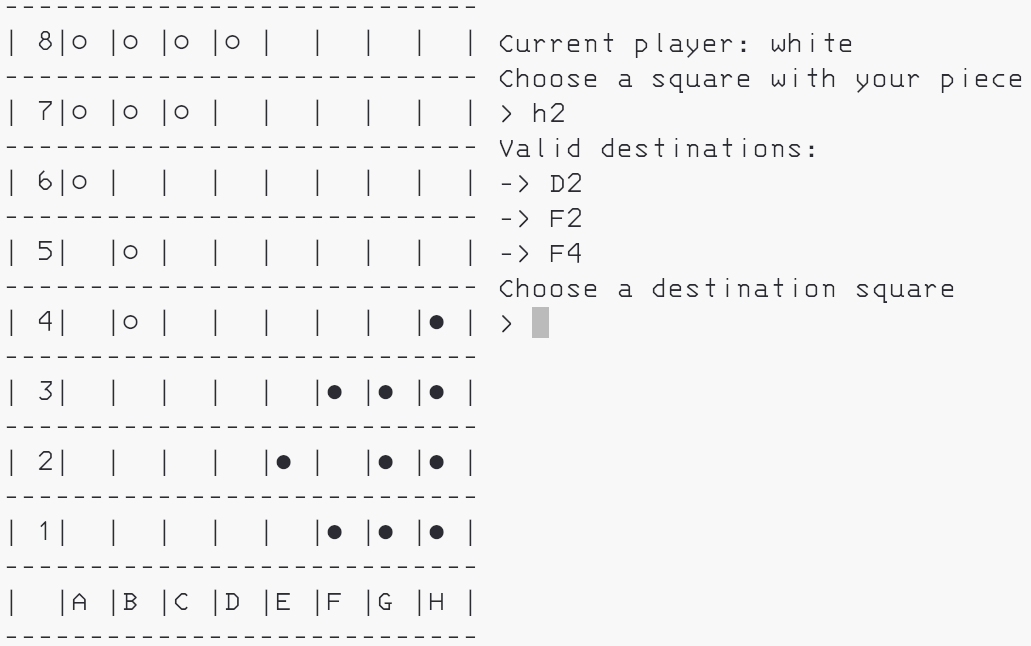 -----------------------------
| 8|○ |○ |○ |○ |  |  |  |  | Current player: white
----------------------------- Choose a square with your piece
| 7|○ |○ |○ |  |  |  |  |  | > h2
----------------------------- Valid destinations:
| 6|○ |  |  |  |  |  |  |  | -> D2
----------------------------- -> F2
| 5|  |○ |  |  |  |  |  |  | -> F4
----------------------------- Choose a destination square
| 4|  |○ |  |  |  |  |  |● | >
-----------------------------
| 3|  |  |  |  |  |● |● |● |
-----------------------------
| 2|  |  |  |  |● |  |● |● |
-----------------------------
| 1|  |  |  |  |  |● |● |● |
-----------------------------
|  |A |B |C |D |E |F |G |H |
-----------------------------